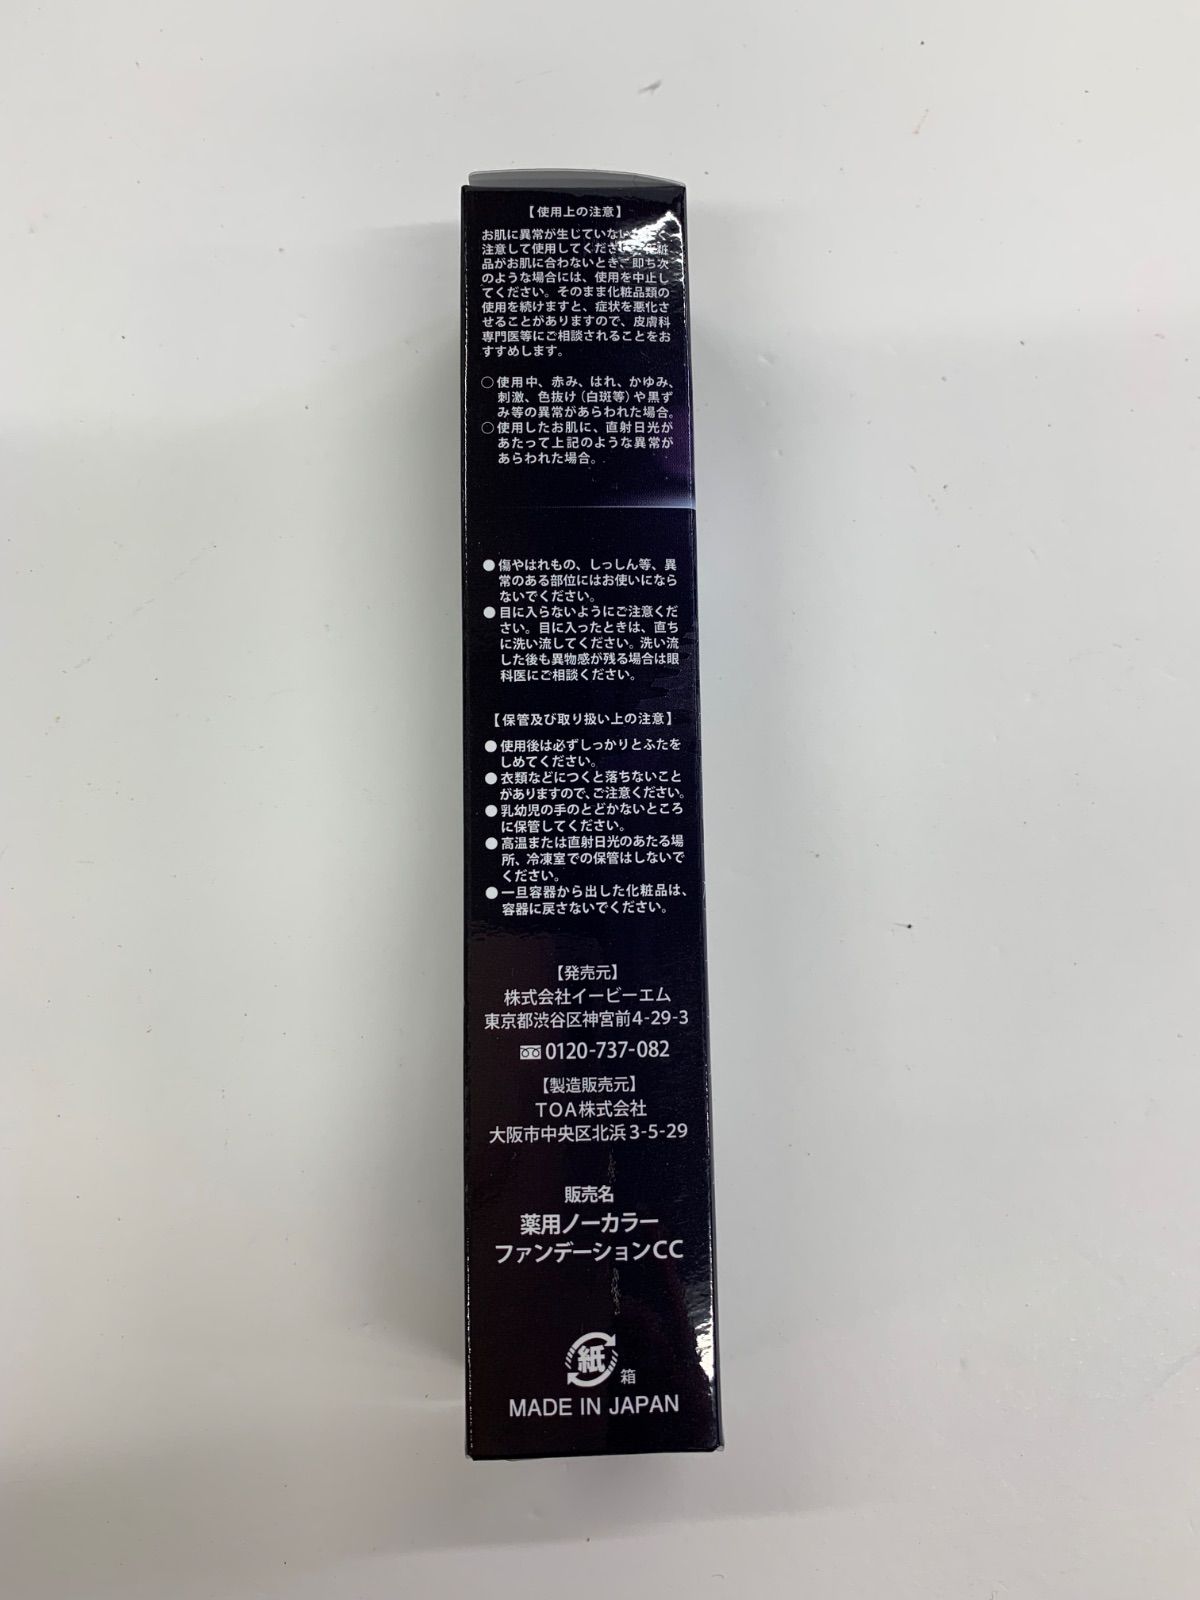 【使用上の注意】
お肌に異常が生じていない
注意して使用してください 化粧
品がお肌に合わないとき、即ち次
のような場合には、使用を中止し
てください。そのまま化粧品類の
使用を続けますと、症状を悪化さ
せることがありますので、皮膚科
専門医等にご相談されることをお
すすめします。
○使用中、赤み、はれ、かゆみ、
刺激、色抜け(白斑等)や黒ず
み等の異常があらわれた場合。
○使用したお肌に、直射日光が
あたって上記のような異常が
あらわれた場合。
●傷やはれもの、しっしん等、異
常のある部位にはお使いになら
ないでください。
●目に入らないようにご注意くだ
さい。目に入ったときは、直ち
に洗い流してください。洗い流
した後も異物感が残る場合は眼
科医にご相談ください。
【保管及び取り扱い上の注意】
●使用後は必ずしっかりとふたを
しめてください。
●衣類などにつくと落ちないこと
がありますので、ご注意ください。
●乳幼児の手のとどかないところ
に保管してください。
●高温または直射日光のあたる場
所、冷凍室での保管はしないで
ください。
●一旦容器から出した化粧品は、
容器に戻さないでください。
【発売元】
株式会社イービーエム
東京都渋谷区神宮前4-29-3
0120-737-082
【製造販売元】
TOA株式会社
大阪市中央区北浜3-5-29
販売名
薬用ノーカラー
ファンデーションCC
紙 箱
MADE IN JAPAN